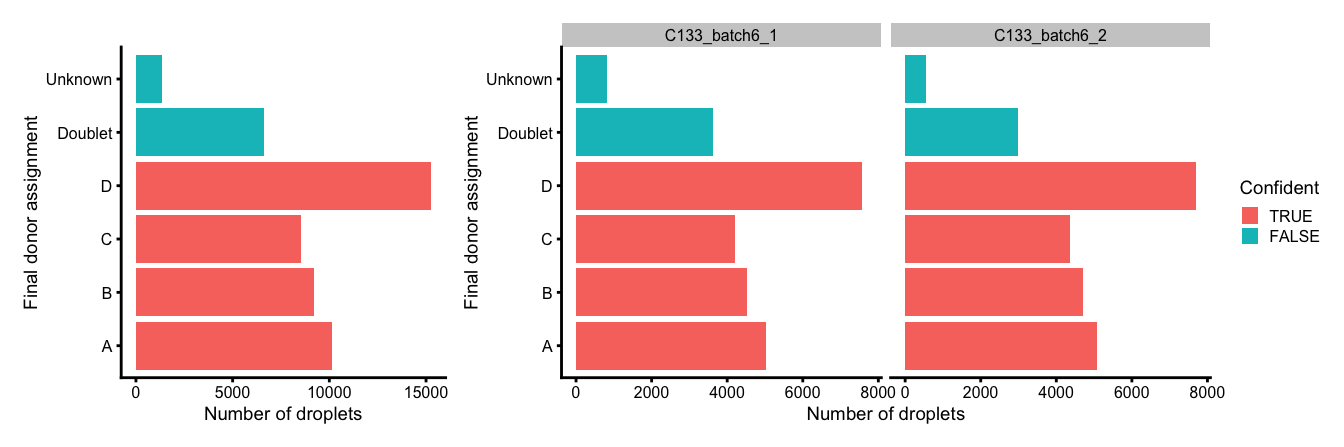 Final donor assignment
Unknown
Doublet
D
C
B
A
0 5000 10000 15000
Number of droplets
C133_batch6_1 C133_batch6_2
Final donor assignment
Unknown
Doublet
D
C
B
A
0 2000 4000 6000 8000 0 2000 4000 6000 8000
Number of droplets
Confident
TRUE
FALSE